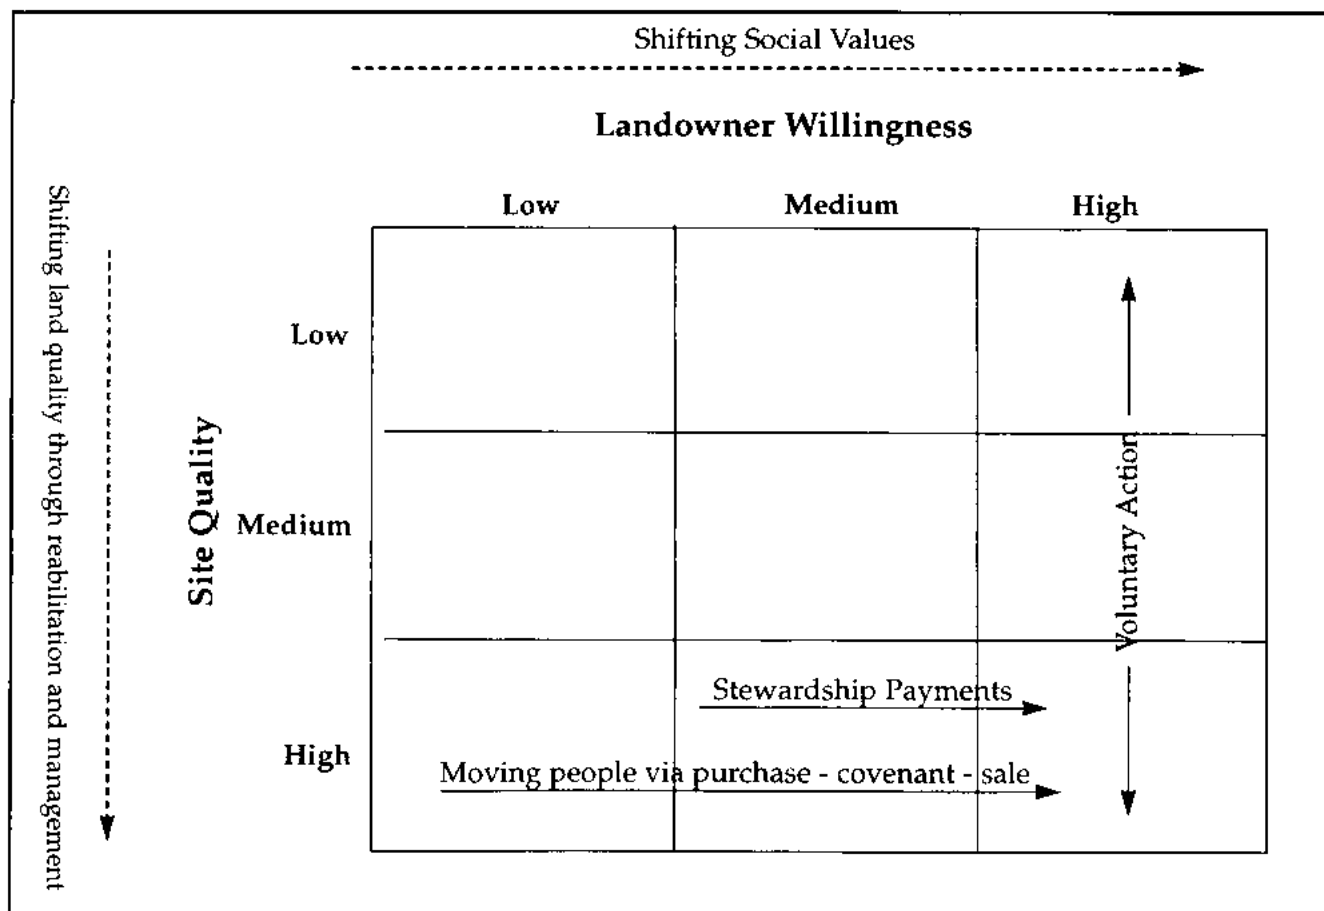 Shifting Social Values
Landowner Willingness
Low
Medium
High
Shifting land quality through reabilitation and management
Site Quality
Low
Medium
High
Voluntary Action
Stewardship Payments
Moving people via purchase - covenant - sale